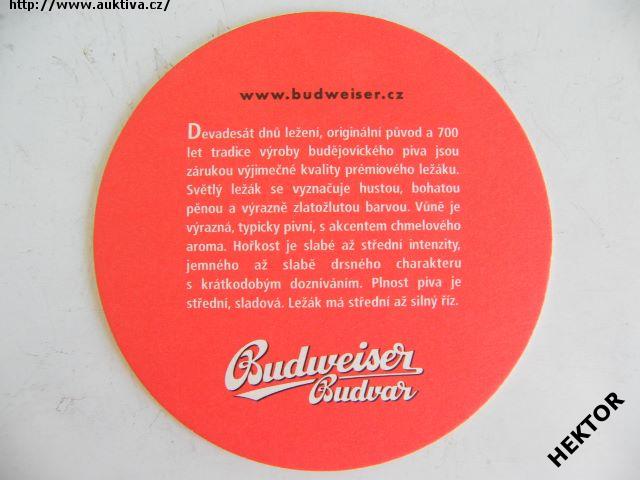 http://www.auktiva.cz/
www.budweiser.cz
Devadesát dnů ležení, originální původ a 700
let tradice výroby budějovického piva jsou
zárukou výjimečné kvality prémiového ležáku.
Světlý ležák se vyznačuje hustou, bohatou
pěnou a výrazně zlatožlutou barvou. Vůně je
výrazná, typicky pivní, s akcentem chmelového
aroma. Hořkost je slabé až střední intenzity,
jemného až slabě drsného charakteru
s krátkodobým doznívánim. Plnost piva je
střední, sladová. Ležák má střední až silný říz.
Budweiser
Budvar
HEKTOR